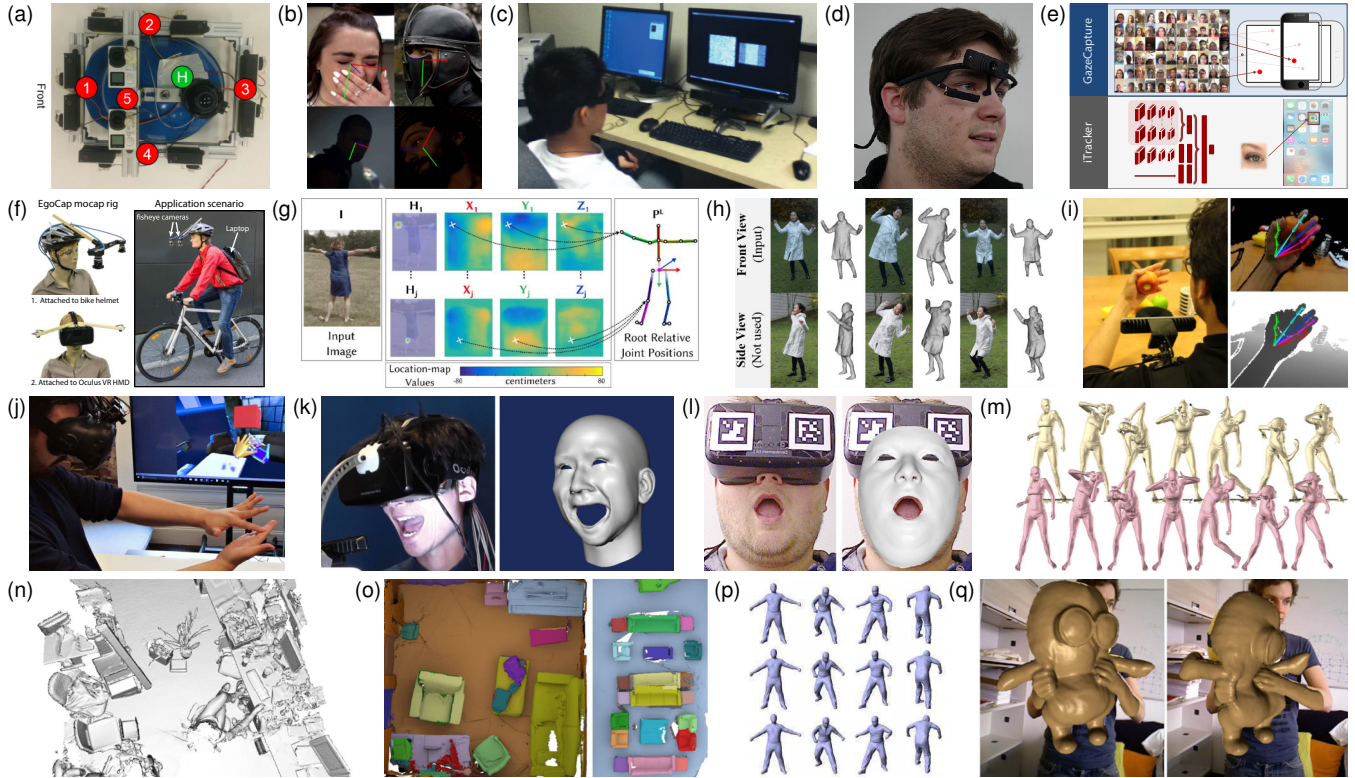 (a)
Front
1
2
3
4
5
H
(b)
(c)
(d)
(e)
GazeCapture
iTracker
(f)
EgoCap mocap rig
Application scenario
fisheye cameras
Laptop
1. Attached to bike helmet
2. Attached to Oculus VR HMD
(g)
I
H1
X1
Y1
Z1
PL
Hj
Xj
Yj
Zj
Input
Image
Root Relative
Joint Positions
Location-map
Values
-80
centimeters
80
(h)
Front View
(Input)
Side View
(Not used)
(i)
(j)
(k)
(l)
(m)
(n)
(o)
(p)
(q)